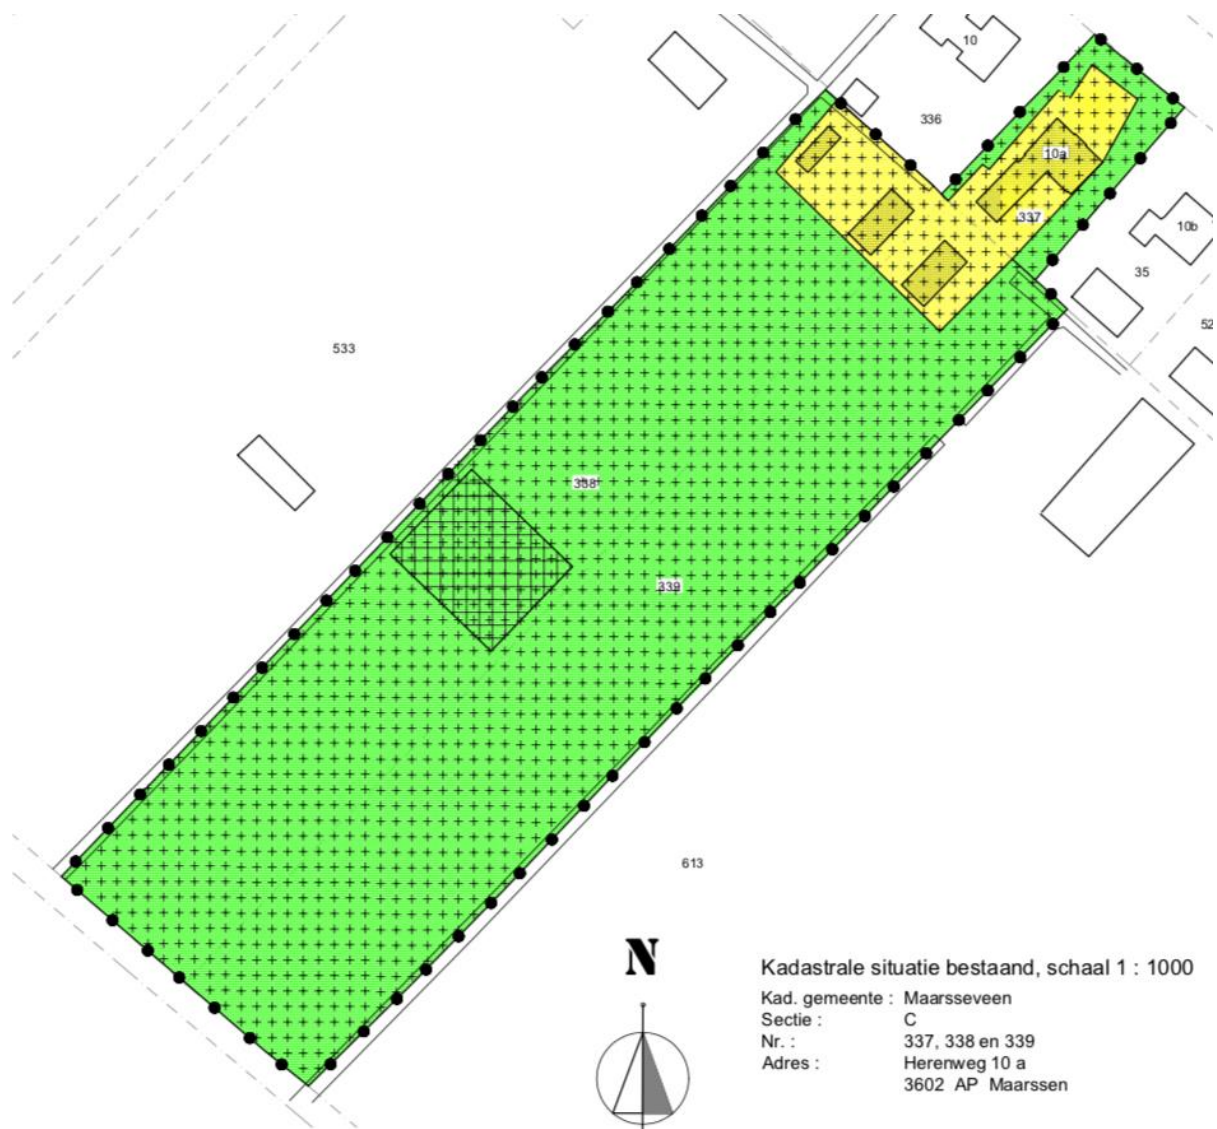 10
336
10a
337
10b
35
52
533
338
339
613
N
Kadastrale situatie bestaand, schaal 1 : 1000
Kad. gemeente : Maarsseveen
Sectie : C
Nr. : 337, 338 en 339
Adres : Herenweg 10 a
3602 AP Maarssen